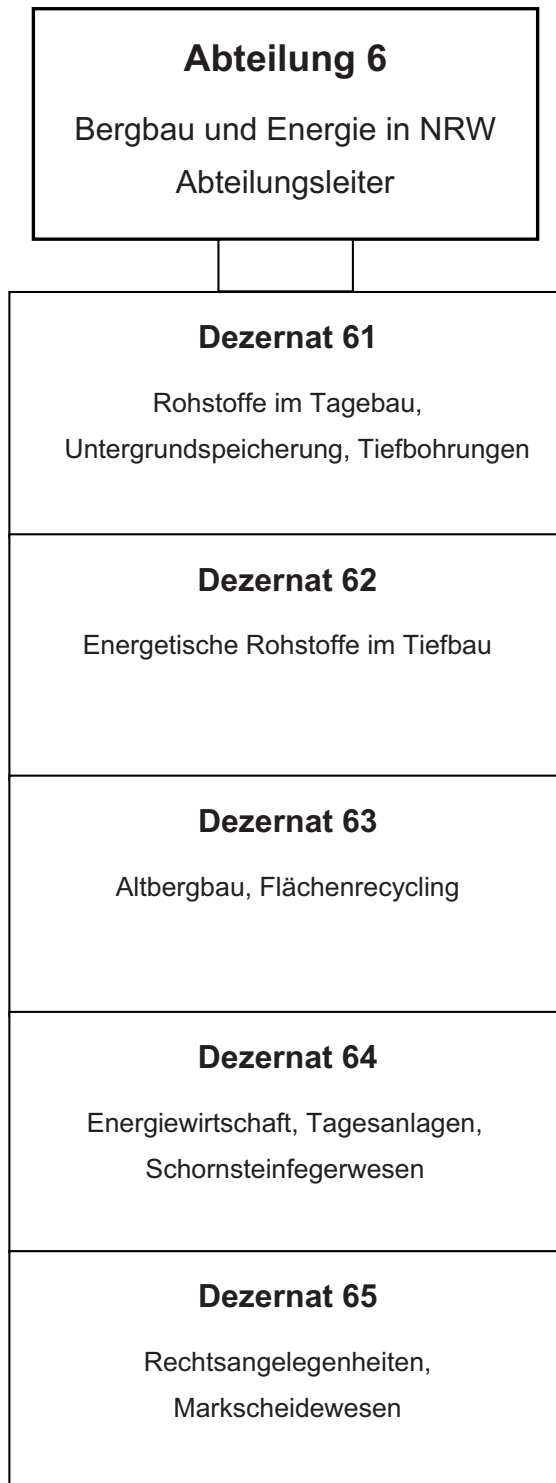 Abteilung 6
Bergbau und Energie in NRW
Abteilungsleiter
Dezernat 61
Rohstoffe im Tagebau,
Untergrundspeicherung, Tiefbohrungen
Dezernat 62
Energetische Rohstoffe im Tiefbau
Dezernat 63
Altbergbau, Flächenrecycling
Dezernat 64
Energiewirtschaft, Tagesanlagen,
Schornsteinfegerwesen
Dezernat 65
Rechtsangelegenheiten,
Markscheidewesen